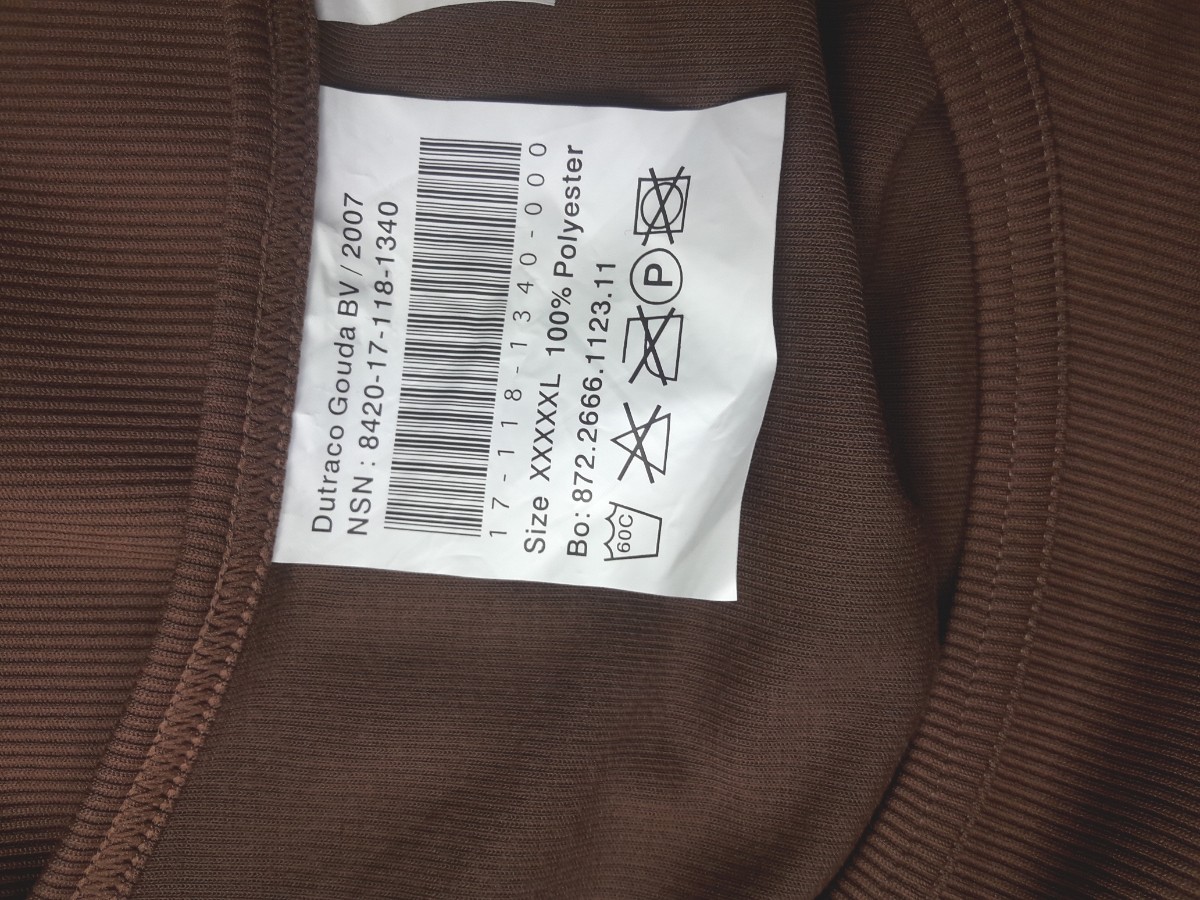 Dutraco Gouda BV / 2007
NSN : 8420-17-118-1340
17-118-1340-000
Size XXXXXL 100% Polyester
Bo: 872.2666.1123.11
60C P